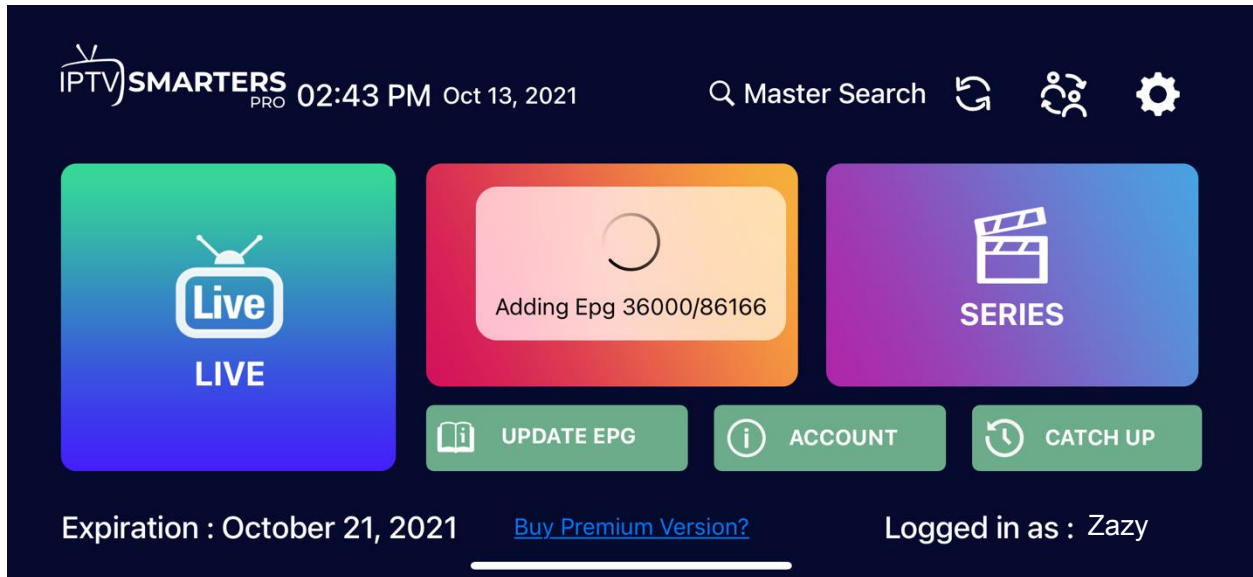 IPTV SMARTERS
PRO
02:43 PM Oct 13, 2021
Master Search
Live
LIVE
Adding Epg 36000/86166
SERIES
UPDATE EPG
ACCOUNT
CATCH UP
Expiration : October 21, 2021
Buy Premium Version?
Logged in as : Zazy